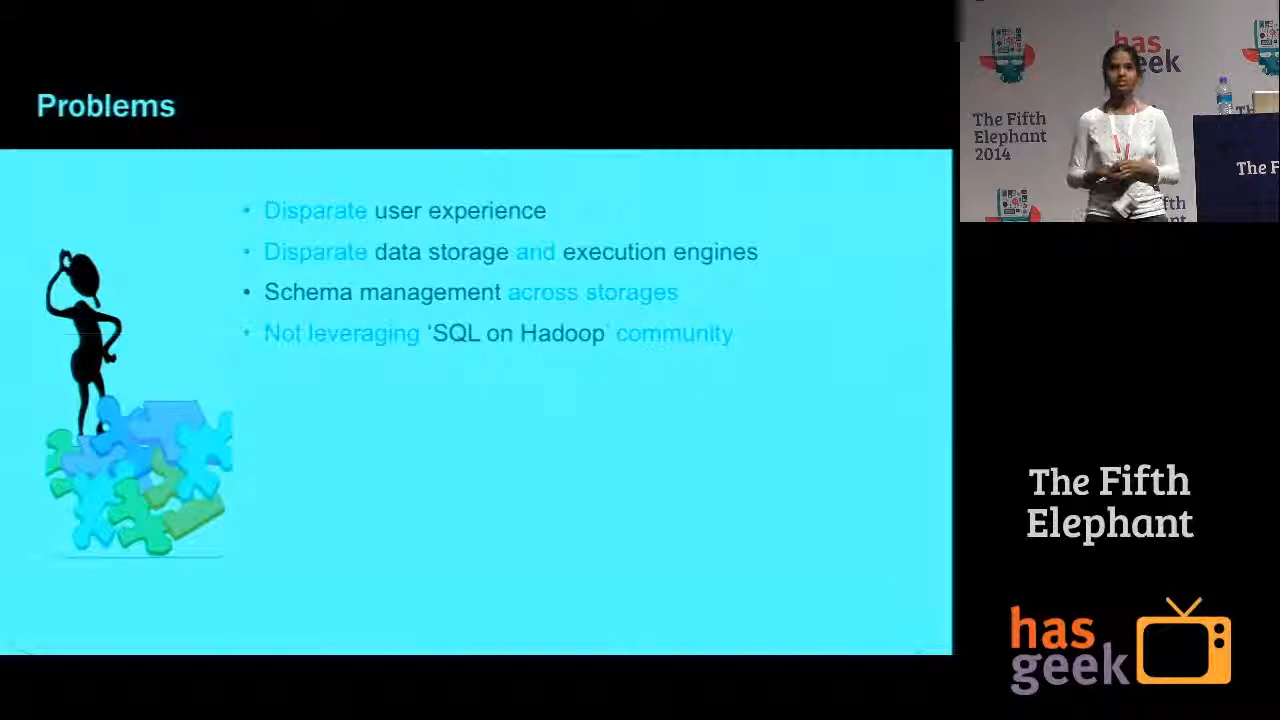 Problems
• Disparate user experience
• Disparate data storage and execution engines
• Schema management across storages
• Not leveraging ‘SQL on Hadoop’ community
has
geek
The Fifth
Elephant
2014
The F
The Fifth
Elephant
has
geek